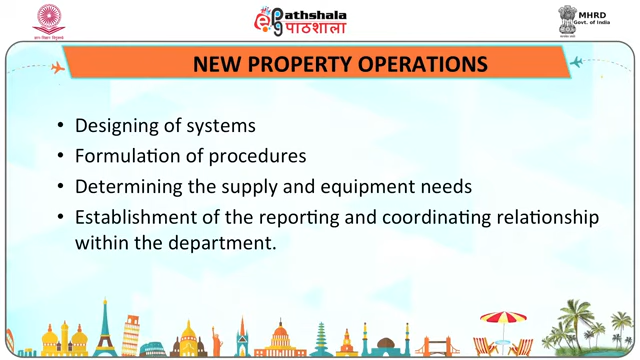 ePathshala
पाठशाला
MHRD
Govt. of India
NEW PROPERTY OPERATIONS
• Designing of systems
• Formulation of procedures
• Determining the supply and equipment needs
• Establishment of the reporting and coordinating relationship
within the department.